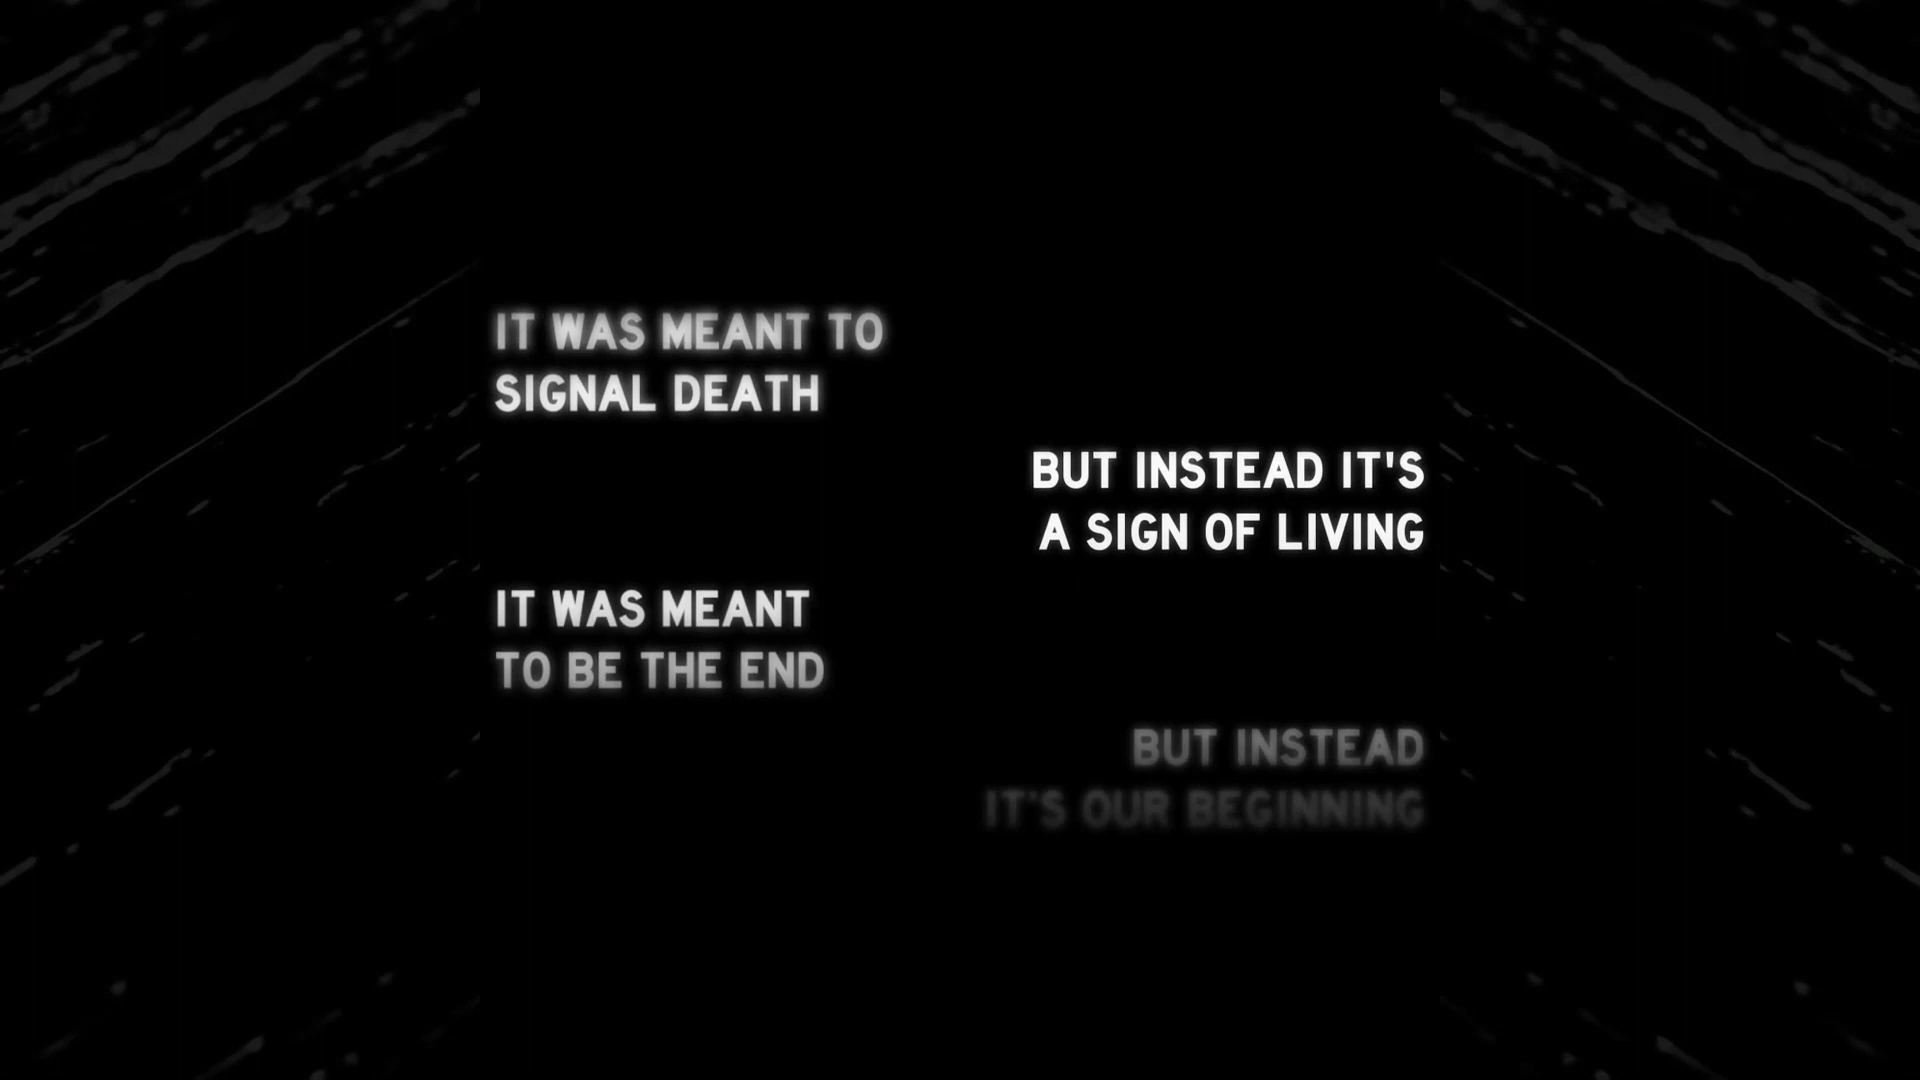 IT WAS MEANT TO
SIGNAL DEATH
BUT INSTEAD IT'S
A SIGN OF LIVING
IT WAS MEANT
TO BE THE END
BUT INSTEAD
IT'S OUR BEGINNING